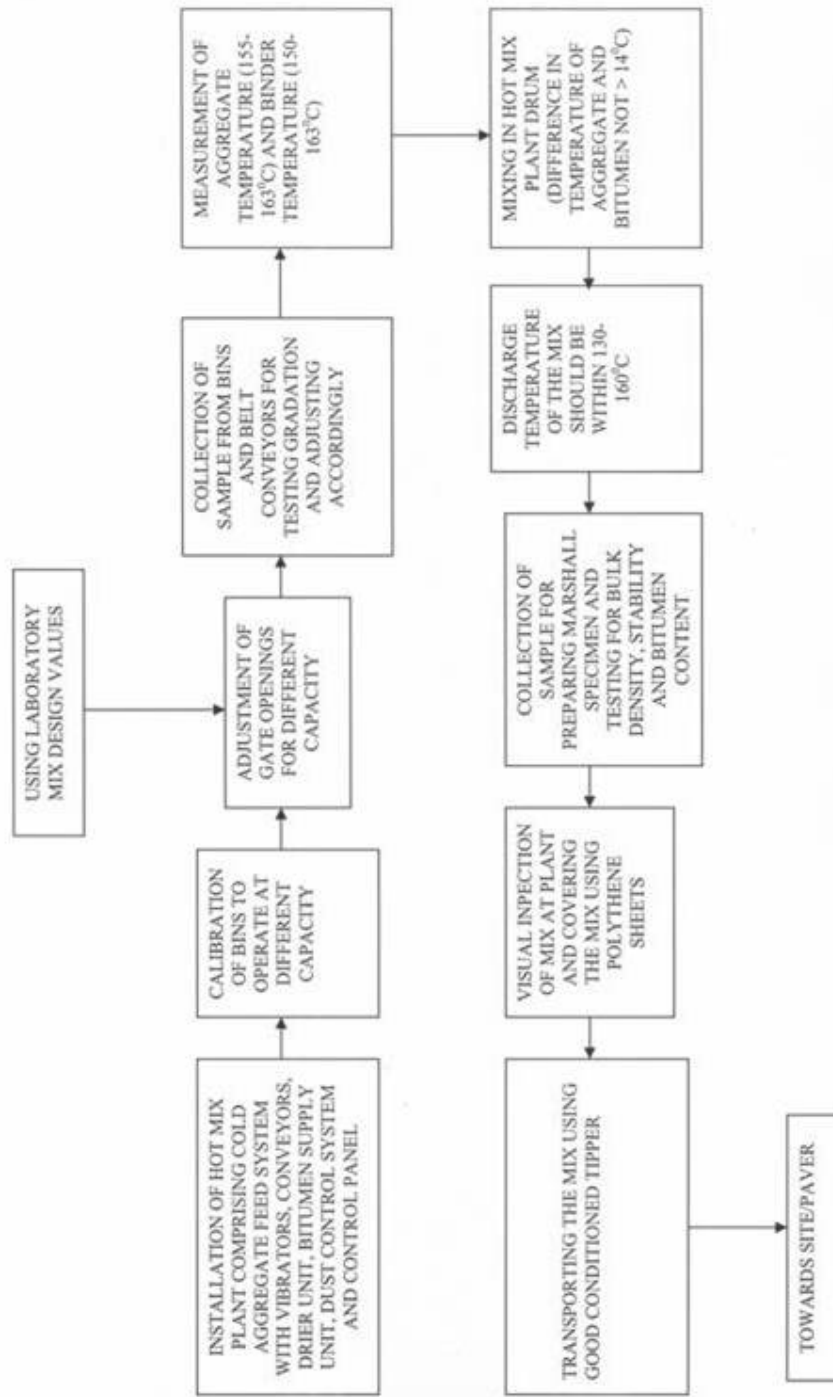 USING LABORATORY
MIX DESIGN VALUES
INSTALLATION OF HOT MIX
PLANT COMPRISING COLD
AGGREGATE FEED SYSTEM
WITH VIBRATORS, CONVEYORS,
DRIER UNIT, BITUMEN SUPPLY
UNIT, DUST CONTROL SYSTEM
AND CONTROL PANEL
CALIBRATION
OF BINS TO
OPERATE AT
DIFFERENT
CAPACITY
ADJUSTMENT OF
GATE OPENINGS
FOR DIFFERENT
CAPACITY
COLLECTION OF
SAMPLE FROM BINS
AND BELT
CONVEYORS FOR
TESTING GRADATION
AND ADJUSTING
ACCORDINGLY
MEASUREMENT OF
AGGREGATE
TEMPERATURE (155-
163⁰C) AND BINDER
TEMPERATURE (150-
163⁰C)
MIXING IN HOT MIX
PLANT DRUM
(DIFFERENCE IN
TEMPERATURE OF
AGGREGATE AND
BITUMEN NOT > 14⁰C)
DISCHARGE
TEMPERATURE
OF THE MIX
SHOULD BE
WITHIN 130-
160⁰C
COLLECTION OF
SAMPLE FOR
PREPARING MARSHALL
SPECIMEN AND
TESTING FOR BULK
DENSITY, STABILITY
AND BITUMEN
CONTENT
VISUAL INPECTION
OF MIX AT PLANT
AND COVERING
THE MIX USING
POLYTHENE
SHEETS
TRANSPORTING THE MIX USING
GOOD CONDITIONED TIPPER
TOWARDS SITE/PAVER